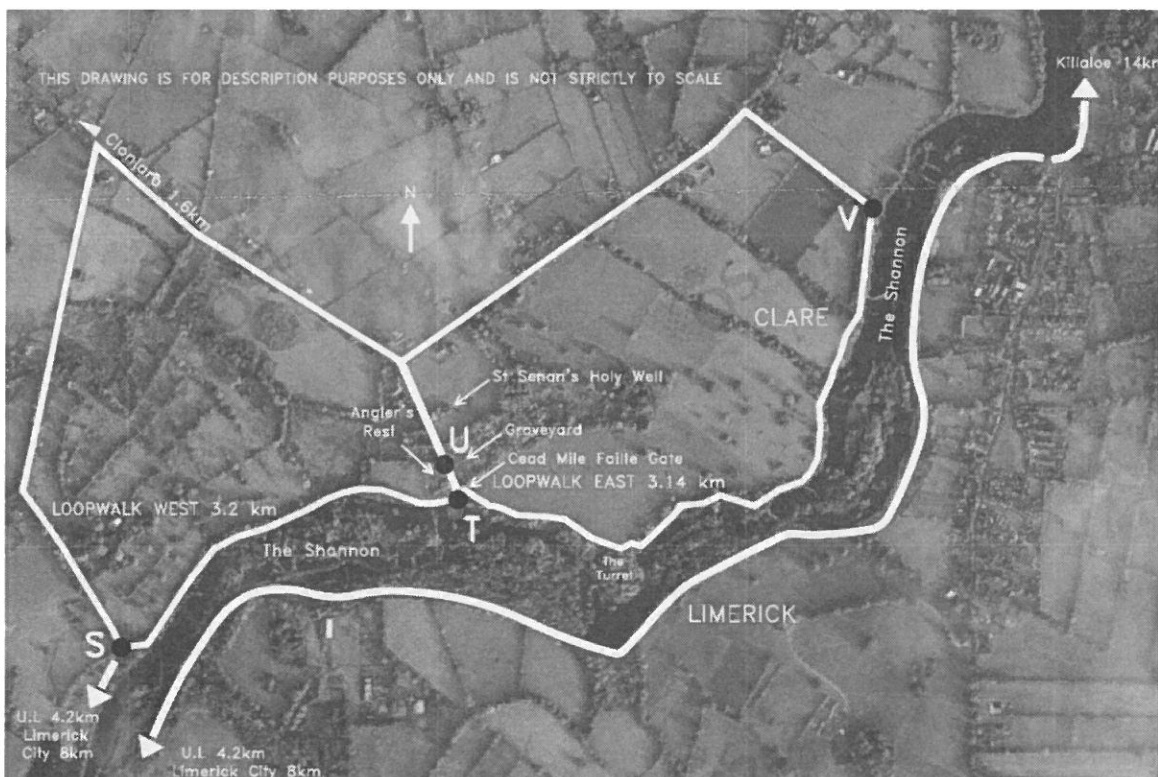 THIS DRAWING IS FOR DESCRIPTION PURPOSES ONLY AND IS NOT STRICTLY TO SCALE
Killaloe 14km
Clonlara 1.6km
N
V
The Shannon
CLARE
St Senan's Holy Well
Angler's
Rest
U
Graveyard
Cead Mile Failte Gate
LOOPWALK EAST 3.14 km
LOOPWALK WEST 3.2 km
T
The Shannon
The
Turret
LIMERICK
S
U.L 4.2km
Limerick
City 8km
U.L 4.2km
Limerick City 8km